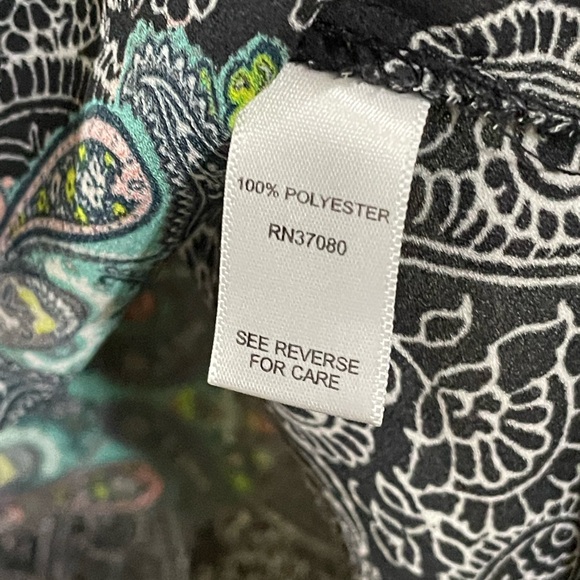 100% POLYESTER
RN37080
SEE REVERSE
FOR CARE